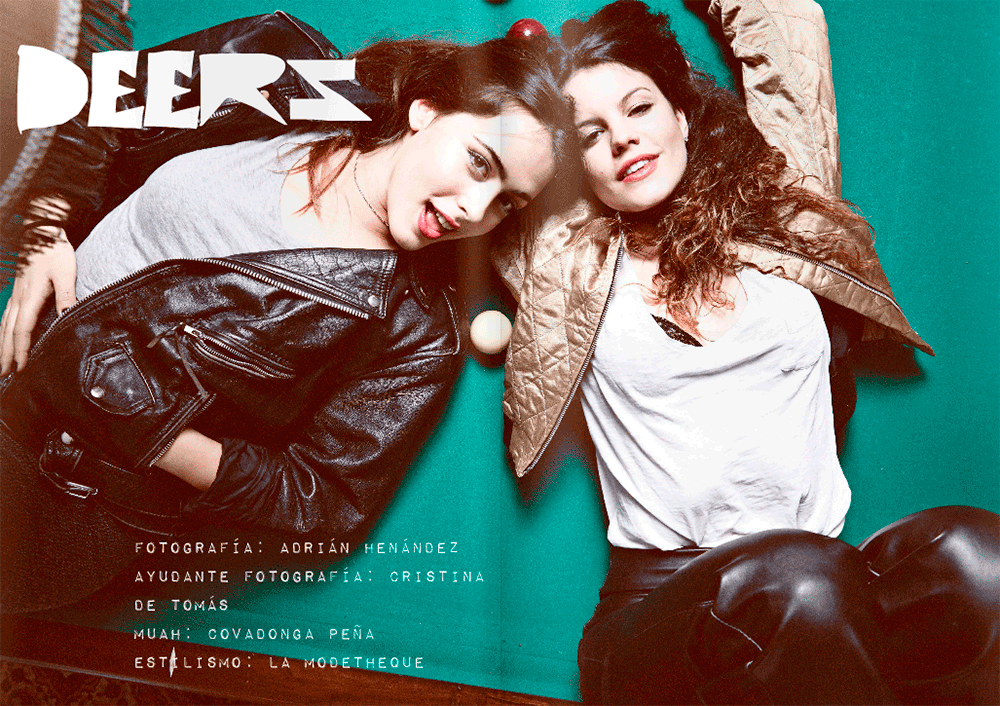 DEERS
FOTOGRAFÍA: ADRIÁN HENÁNDEZ
AYUDANTE FOTOGRAFÍA: CRISTINA
DE TOMÁS
MUAH: COVADONGA PEÑA
ESTILISMO: LA MODETHEQUE